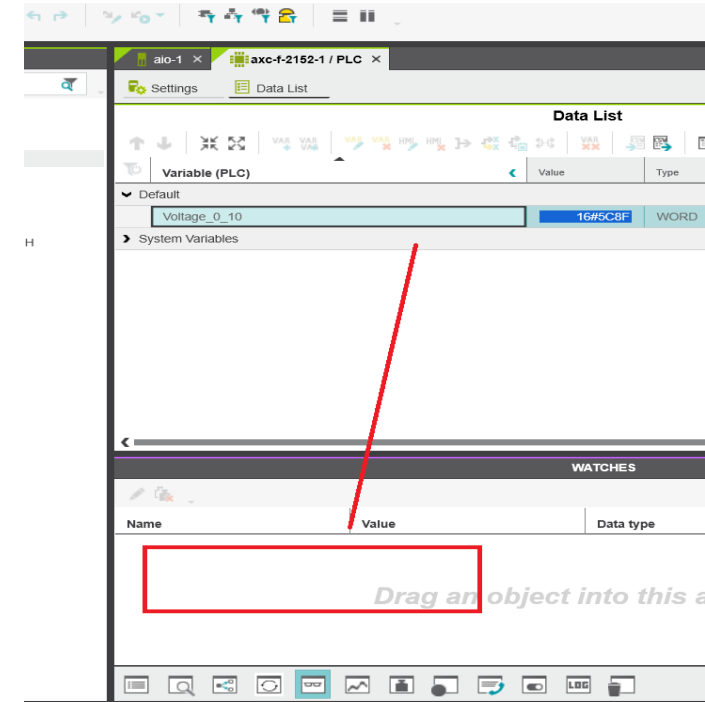 aio-1 × axc-f-2152-1 / PLC ×
Settings Data List
Data List
Variable (PLC) Value Type
Default
Voltage_0_10 16#5C8F WORD
System Variables
H
WATCHES
Name Value Data type
Drag an object into this a
LOG